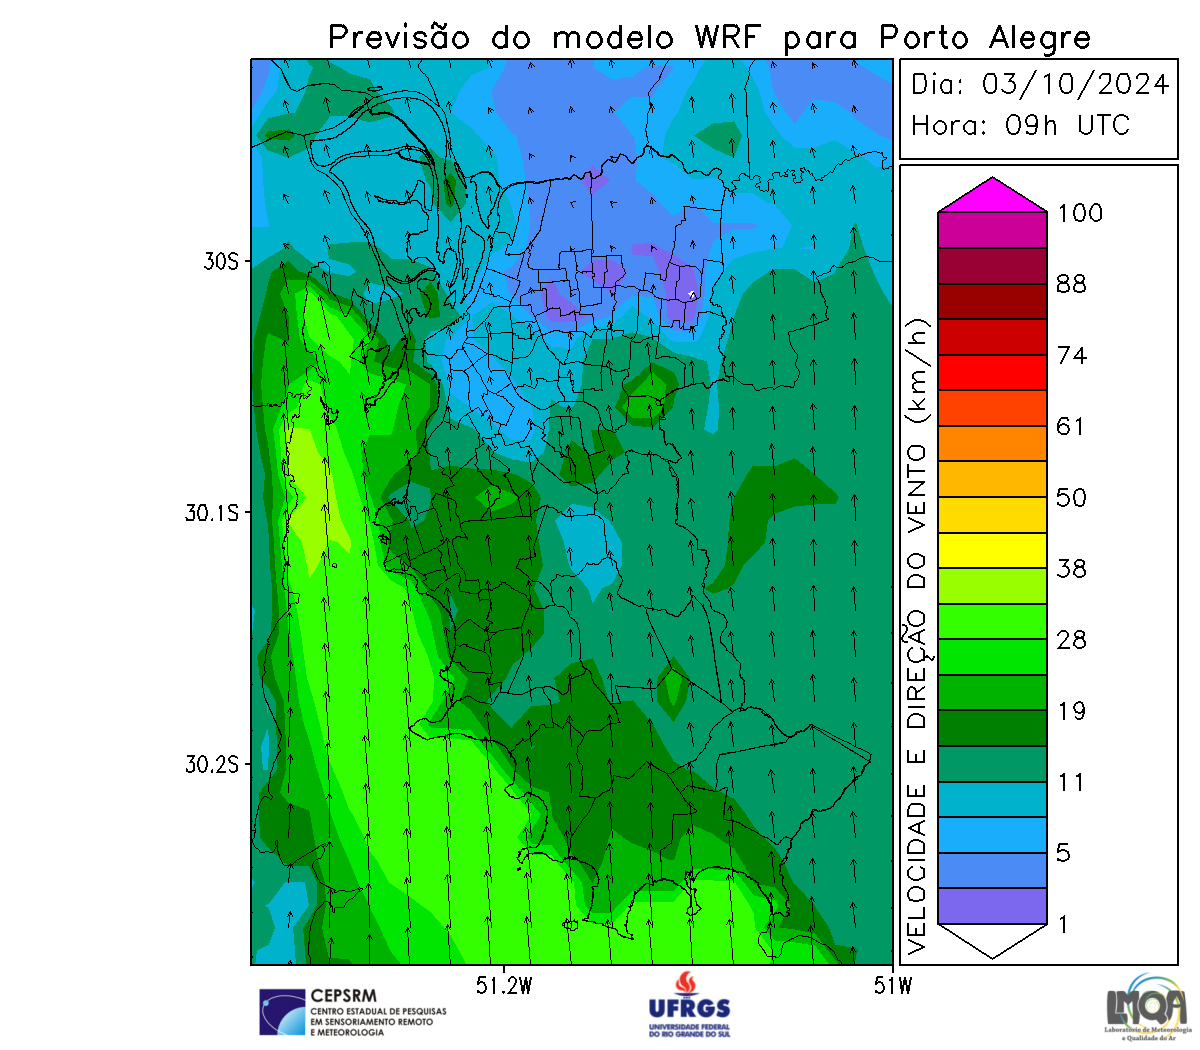 Previsão do modelo WRF para Porto Alegre
Dia: 03/10/2024
Hora: 09h UTC
30S
30.1S
30.2S
51.2W
51W
VELOCIDADE E DIREÇÃO DO VENTO (km/h)
100
88
74
61
50
38
28
19
11
5
1
CEPSRM
CENTRO ESTADUAL DE PESQUISAS
EM SENSORIAMENTO REMOTO
E METEOROLOGIA
UFRGS
UNIVERSIDADE FEDERAL
DO RIO GRANDE DO SUL
LMQA
Laboratório de Meteorologia
e Qualidade do Ar